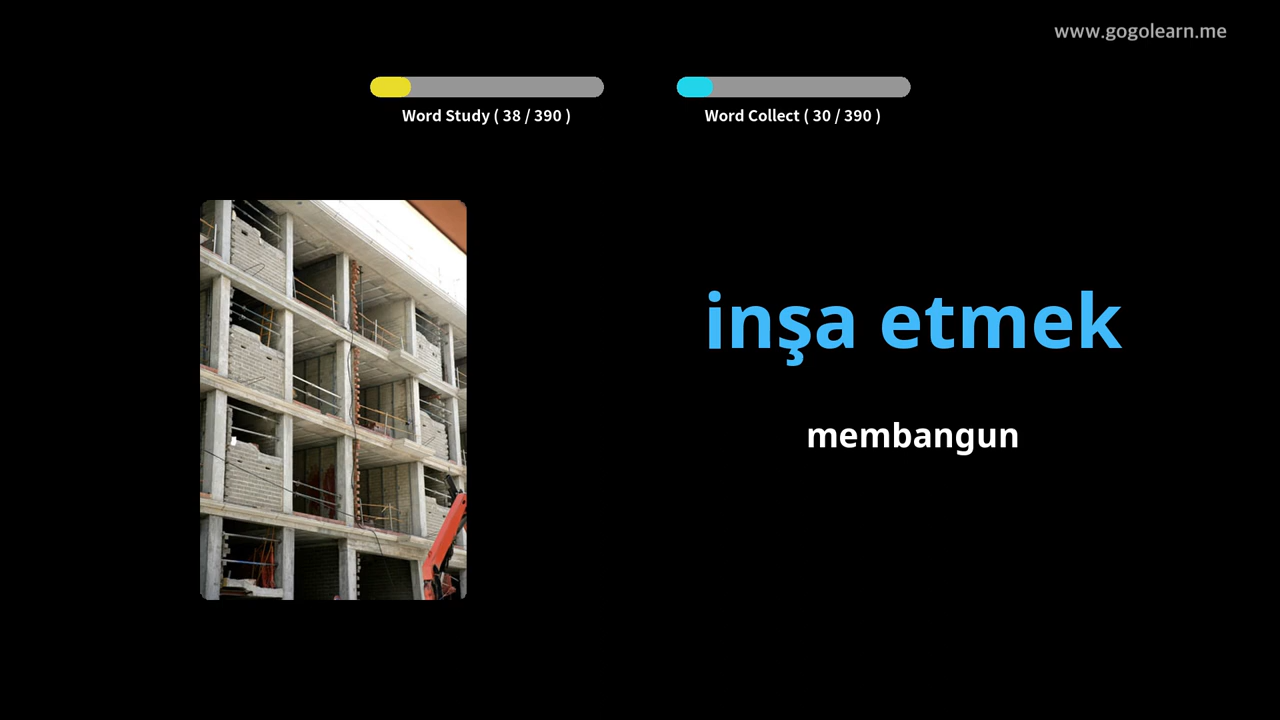 www.gogolearn.me
Word Study ( 38 / 390 )
Word Collect ( 30 / 390 )
inşa etmek
membangun